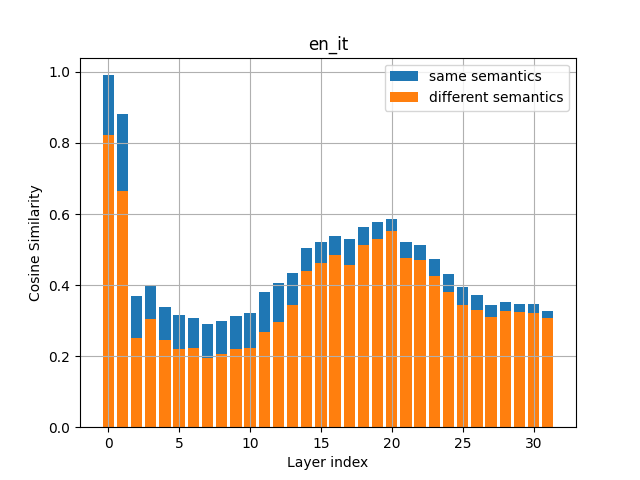 en_it
same semantics
different semantics
Cosine Similarity
1.0
0.8
0.6
0.4
0.2
0.0
0 5 10 15 20 25 30
Layer index